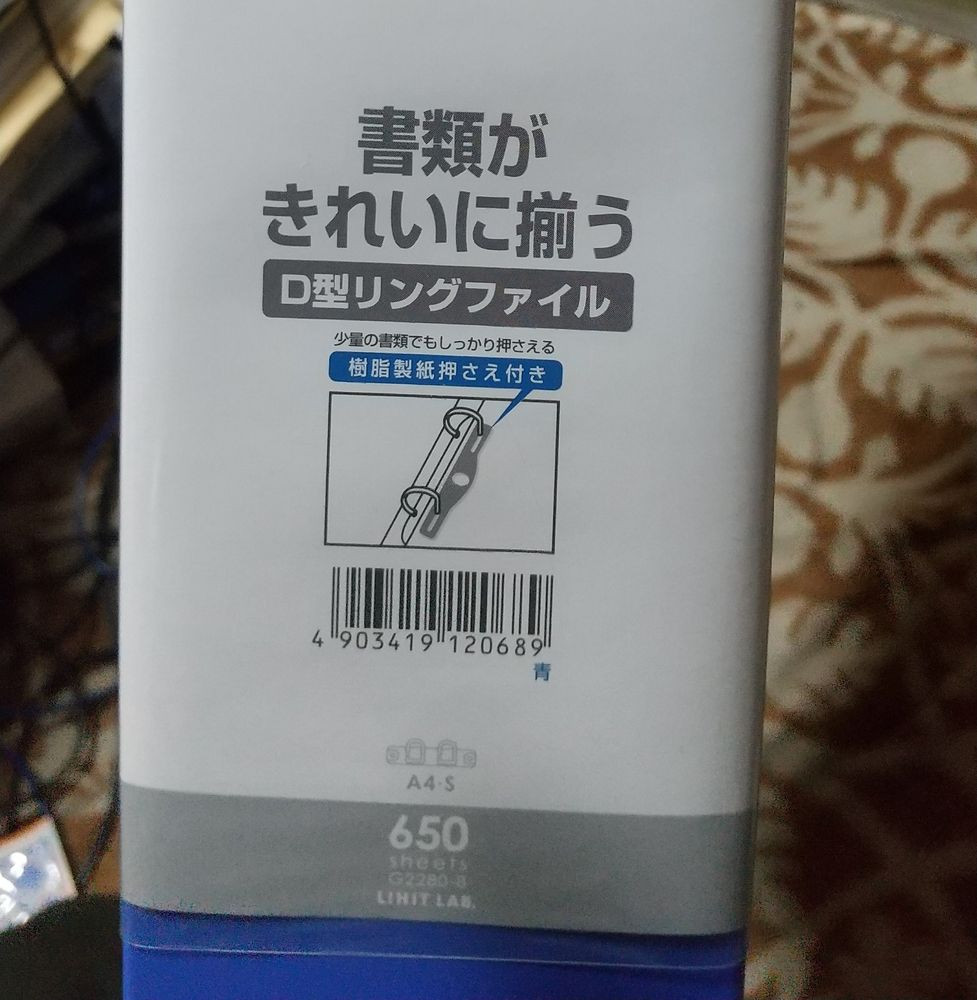 書類が
きれいに揃う
D型リングファイル
少量の書類でもしっかり押さえる
樹脂製紙押さえ付き
4 903419 120689
青
A4·S
650
sheets
G2280-8
LIHIT LAB.